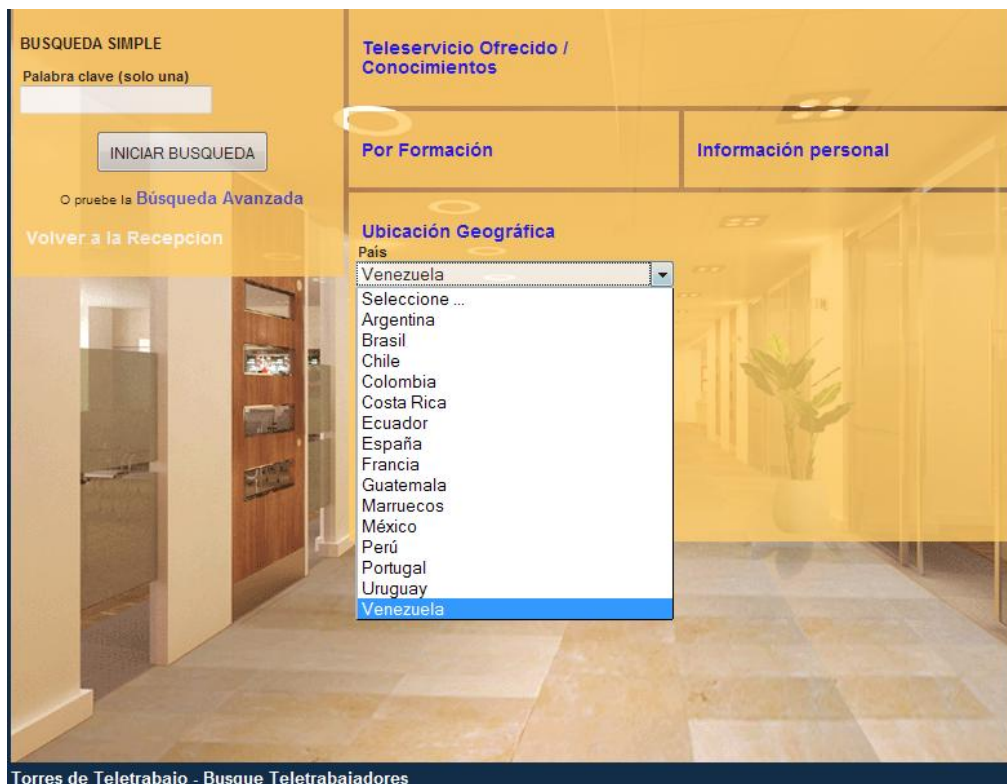 BUSQUEDA SIMPLE
Palabra clave (solo una)
INICIAR BUSQUEDA
O pruebe la Búsqueda Avanzada
Volver a la Recepcion
Teleservicio Ofrecido /
Conocimientos
Por Formación
Información personal
Ubicación Geográfica
País
Venezuela
Seleccione ...
Argentina
Brasil
Chile
Colombia
Costa Rica
Ecuador
España
Francia
Guatemala
Marruecos
México
Perú
Portugal
Uruguay
Venezuela
Torres de Teletrabajo - Busque Teletrabajadores